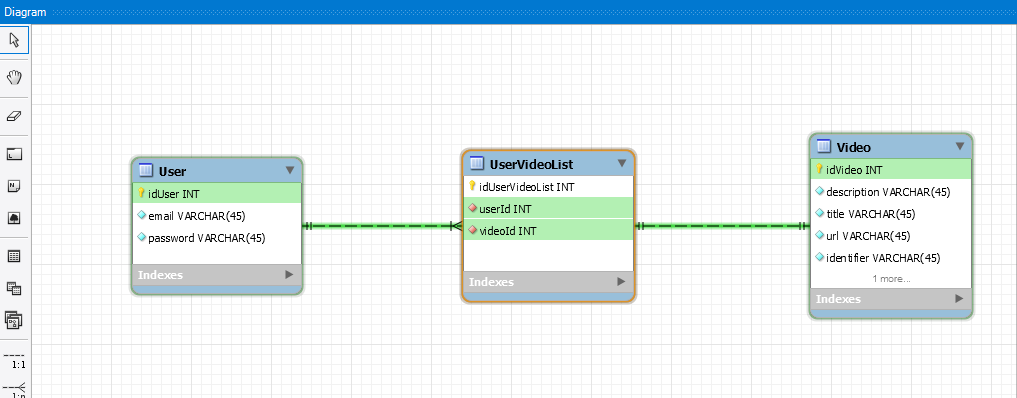 Diagram
User
idUser INT
email VARCHAR(45)
password VARCHAR(45)
Indexes
UserVideoList
idUserVideoList INT
userId INT
videoId INT
Indexes
Video
idVideo INT
description VARCHAR(45)
title VARCHAR(45)
url VARCHAR(45)
identifier VARCHAR(45)
1 more...
Indexes
1:1
1:n